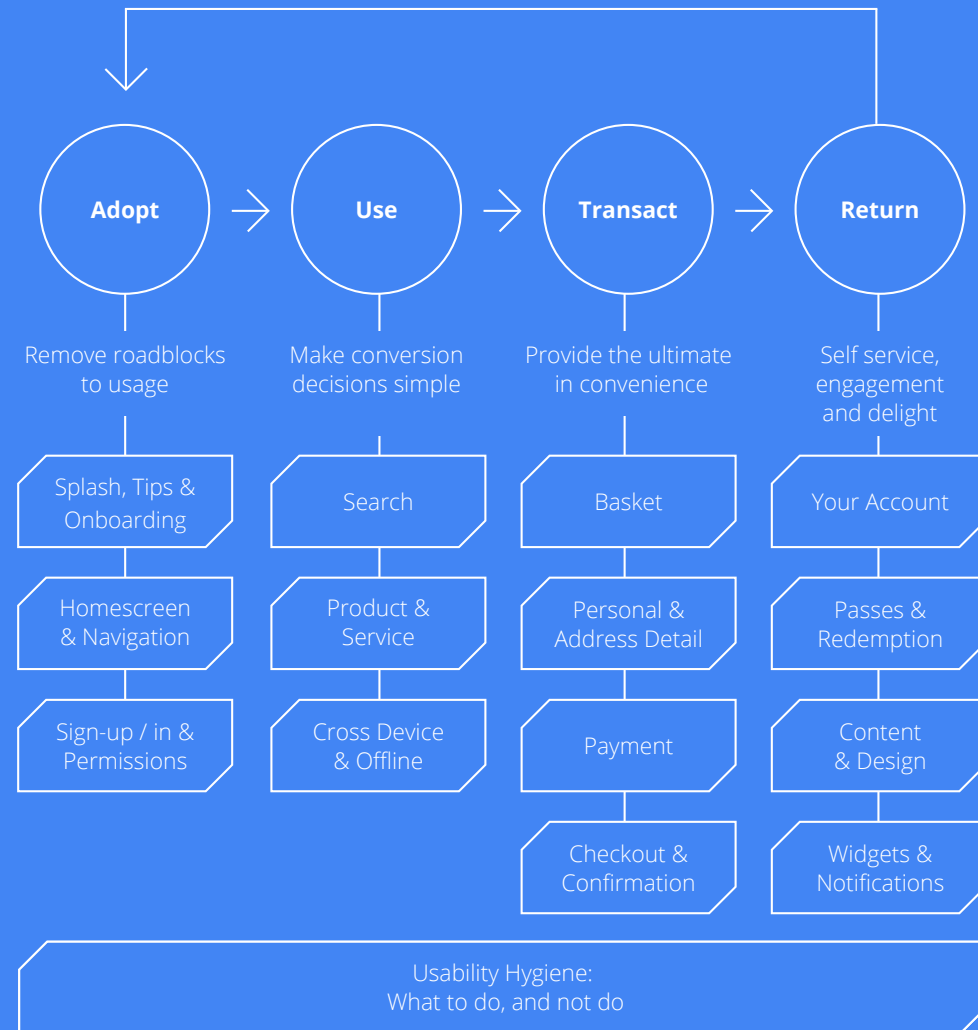 Adopt
Use
Transact
Return
Remove roadblocks
to usage
Make conversion
decisions simple
Provide the ultimate
in convenience
Self service,
engagement
and delight
Splash, Tips &
Onboarding
Homescreen
& Navigation
Sign-up / in &
Permissions
Search
Product &
Service
Cross Device
& Offline
Basket
Personal &
Address Detail
Payment
Checkout &
Confirmation
Your Account
Passes &
Redemption
Content
& Design
Widgets &
Notifications
Usability Hygiene:
What to do, and not do